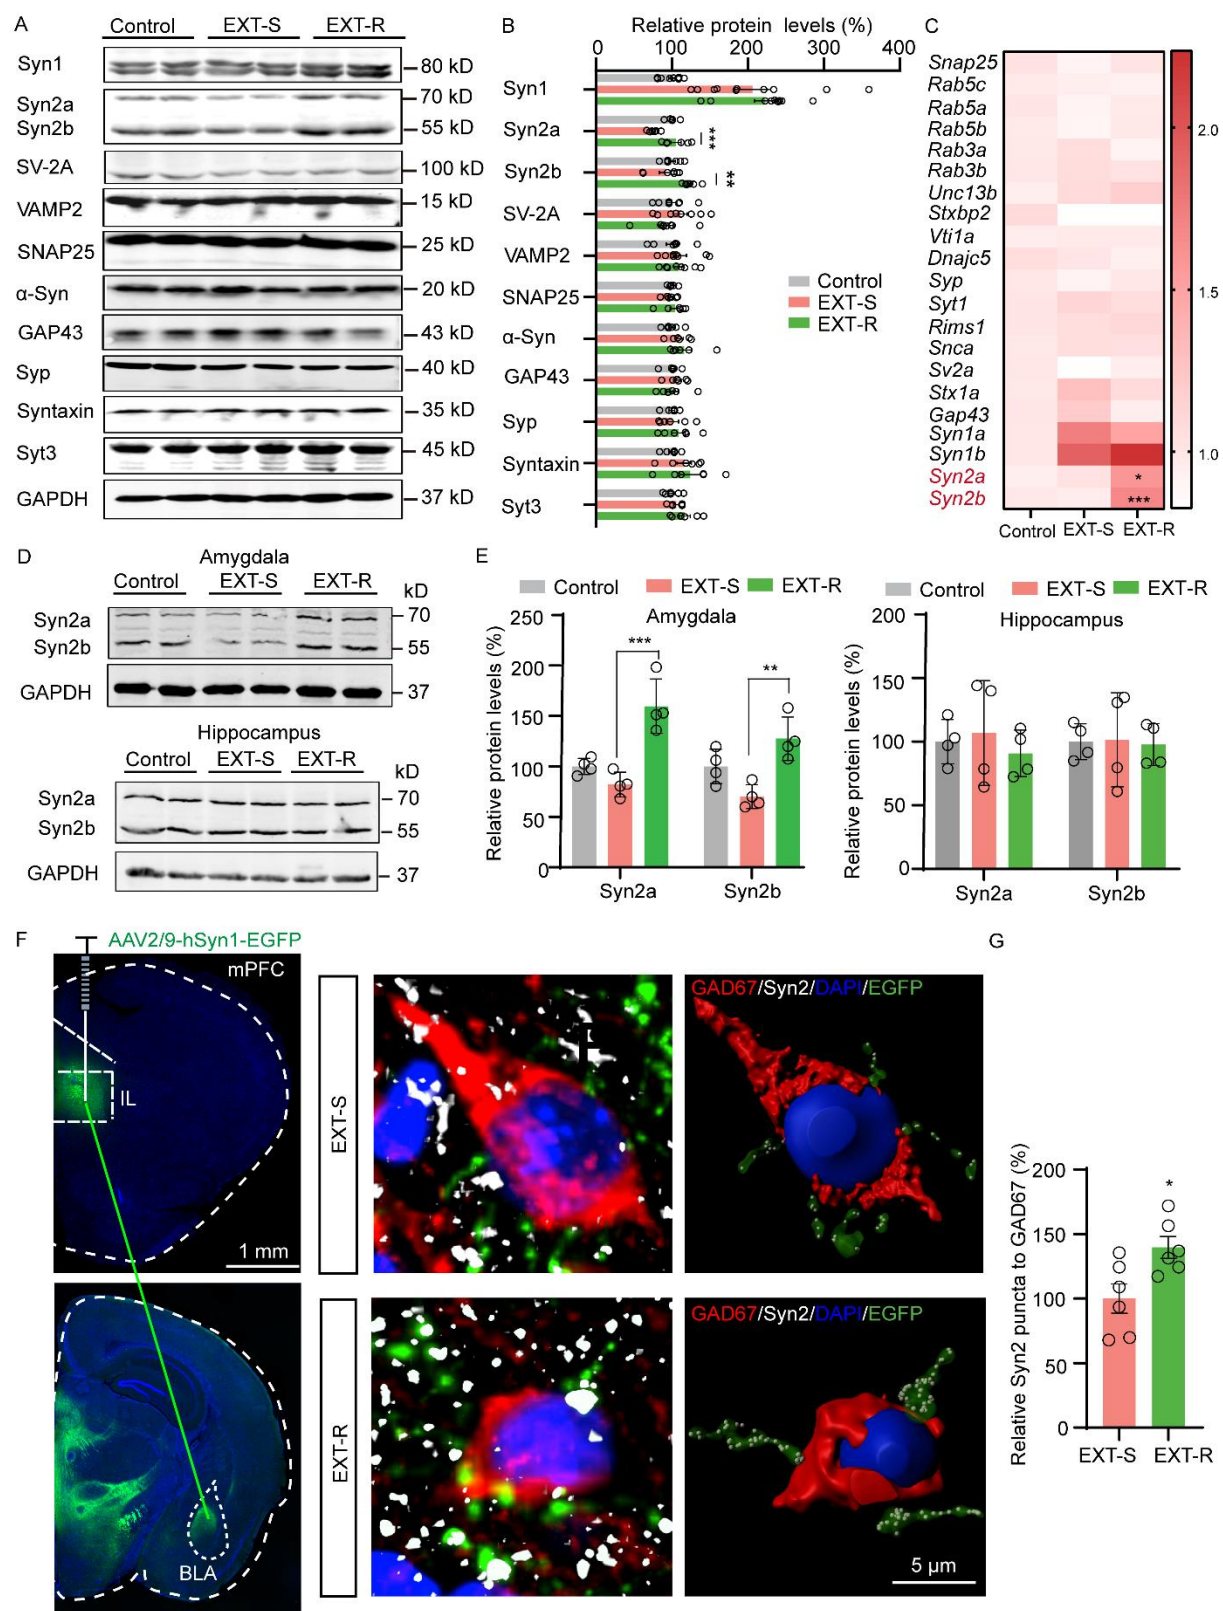 A
Control EXT-S EXT-R
Syn1 80 kD
Syn2a 70 kD
Syn2b 55 kD
SV-2A 100 kD
VAMP2 15 kD
SNAP25 25 kD
α-Syn 20 kD
GAP43 43 kD
Syp 40 kD
Syntaxin 35 kD
Syt3 45 kD
GAPDH 37 kD
B
Relative protein levels (%)
0 100 200 300 400
Syn1
Syn2a ***
Syn2b **
SV-2A
VAMP2
SNAP25
α-Syn
GAP43
Syp
Syntaxin
Syt3
Control
EXT-S
EXT-R
C
Snap25
Rab5c
Rab5a
Rab5b
Rab3a
Rab3b
Unc13b
Stxbp2
Vti1a
Dnajc5
Syp
Syt1
Rims1
Snca
Sv2a
Stx1a
Gap43
Syn1a
Syn1b
Syn2a *
Syn2b ***
Control EXT-S EXT-R
2.0
1.5
1.0
D
Amygdala
Control EXT-S EXT-R kD
Syn2a 70
Syn2b 55
GAPDH 37
Hippocampus
Control EXT-S EXT-R kD
Syn2a 70
Syn2b 55
GAPDH 37
E
Control EXT-S EXT-R
Amygdala
Relative protein levels (%)
250
200
150
100
50
0
*** **
Syn2a Syn2b
Control EXT-S EXT-R
Hippocampus
Relative protein levels (%)
200
150
100
50
0
Syn2a Syn2b
F
AAV2/9-hSyn1-EGFP
mPFC
IL
1 mm
BLA
EXT-S
GAD67/Syn2/DAPI/EGFP
EXT-R
GAD67/Syn2/DAPI/EGFP
5 µm
G
Relative Syn2 puncta to GAD67 (%)
200
150
100
50
0
*
EXT-S EXT-R